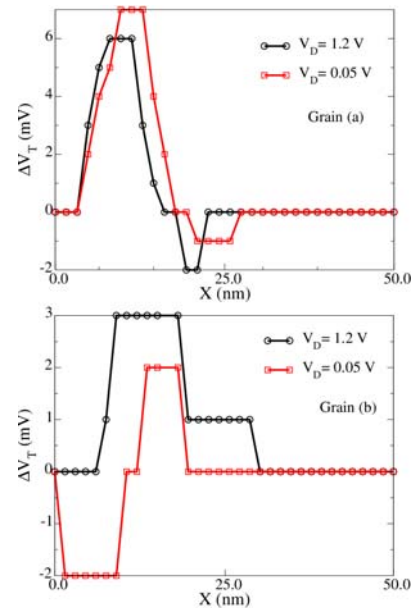 6
4
2
0
-2
ΔV_T (mV)
V_D= 1.2 V
V_D= 0.05 V
Grain (a)
0.0 25.0 50.0
X (nm)
3
2
1
0
-1
-2
ΔV_T (mV)
V_D= 1.2 V
V_D= 0.05 V
Grain (b)
0.0 25.0 50.0
X (nm)